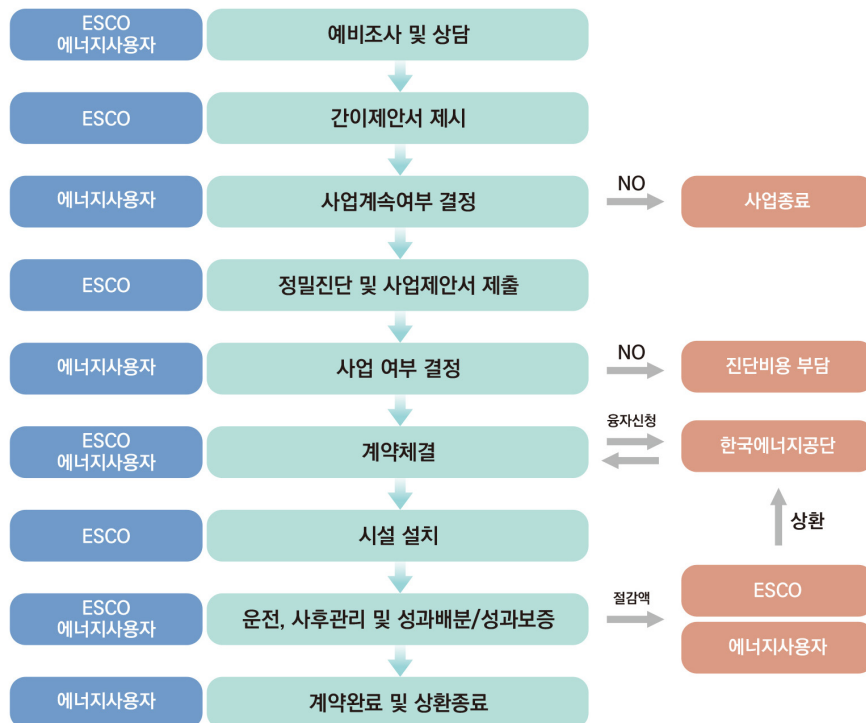 ESCO
에너지사용자
예비조사 및 상담
ESCO
간이제안서 제시
에너지사용자
사업계속여부 결정
NO
사업종료
ESCO
정밀진단 및 사업제안서 제출
에너지사용자
사업 여부 결정
NO
진단비용 부담
ESCO
에너지사용자
계약체결
융자신청
한국에너지공단
ESCO
시설 설치
상환
ESCO
에너지사용자
운전, 사후관리 및 성과배분/성과보증
절감액
ESCO
에너지사용자
에너지사용자
계약완료 및 상환종료